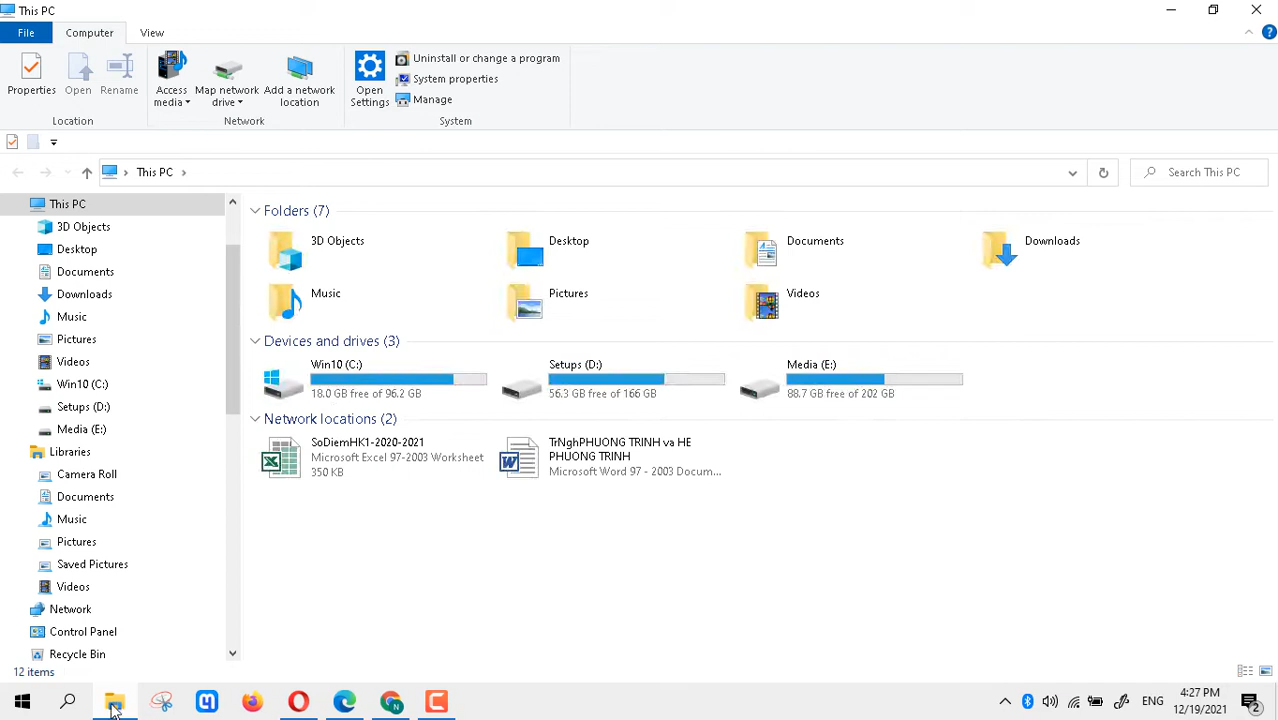 This PC
File
Computer
View
Properties
Open
Rename
Location
Access media
Map network drive
Add a network location
Network
Open Settings
Uninstall or change a program
System properties
Manage
System
This PC
Search This PC
This PC
3D Objects
Desktop
Documents
Downloads
Music
Pictures
Videos
Win10 (C:)
Setups (D:)
Media (E:)
Libraries
Camera Roll
Documents
Music
Pictures
Saved Pictures
Videos
Network
Control Panel
Recycle Bin
Folders (7)
3D Objects
Desktop
Documents
Downloads
Music
Pictures
Videos
Devices and drives (3)
Win10 (C:)
18.0 GB free of 96.2 GB
Setups (D:)
56.3 GB free of 166 GB
Media (E:)
88.7 GB free of 202 GB
Network locations (2)
SoDiemHK1-2020-2021
Microsoft Excel 97-2003 Worksheet
350 KB
TrNghPHUONG TRINH va HE
PHUONG TRINH
Microsoft Word 97 - 2003 Docum...
12 items
ENG
4:27 PM
12/19/2021
2